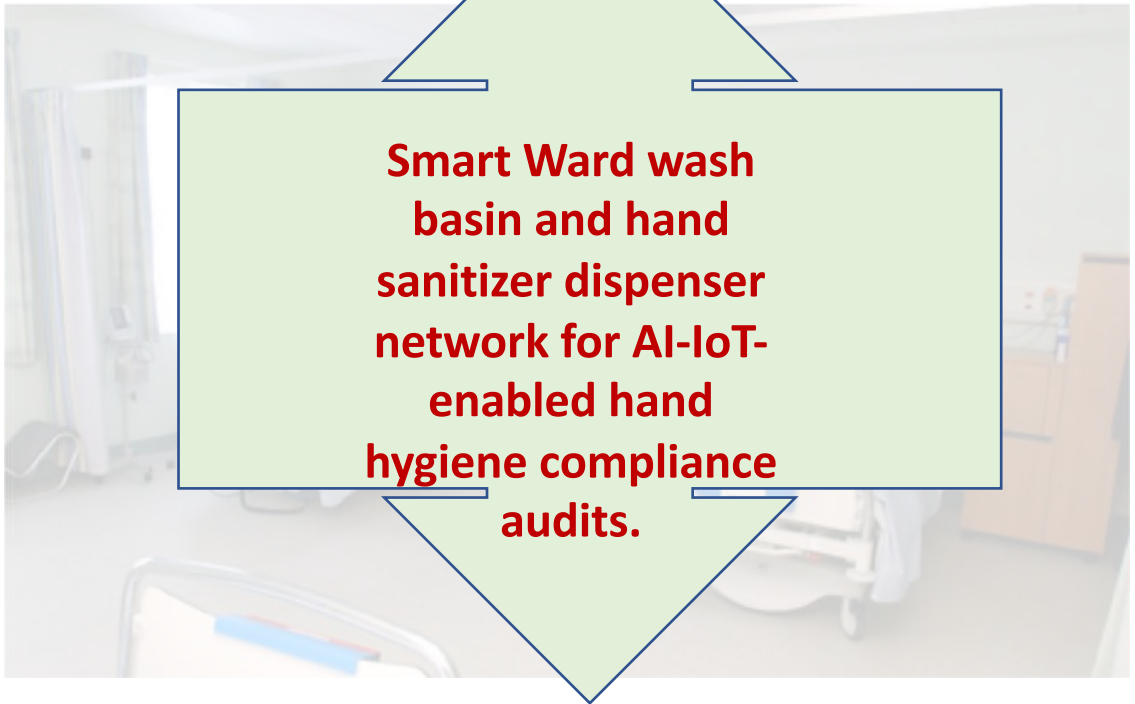 Smart Ward wash
basin and hand
sanitizer dispenser
network for AI-IoT-
enabled hand
hygiene compliance
audits.